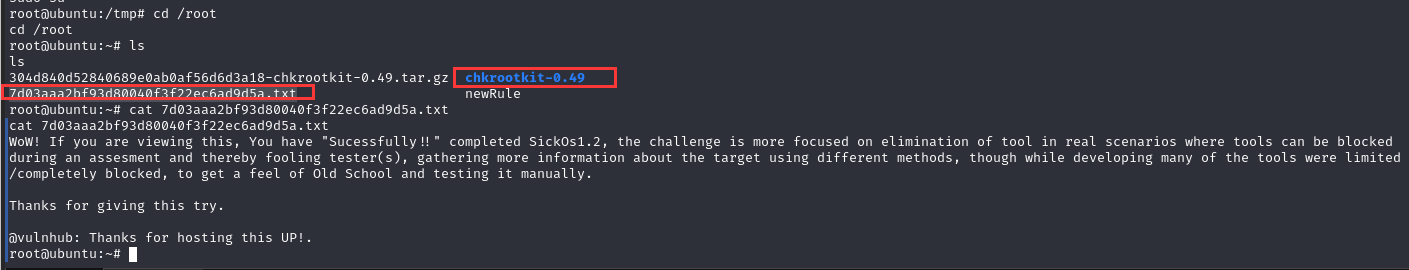 root@ubuntu:/tmp# cd /root
cd /root
root@ubuntu:~# ls
ls
304d840d52840689e0ab0af56d6d3a18-chkrootkit-0.49.tar.gz  chkrootkit-0.49
7d03aaa2bf93d80040f3f22ec6ad9d5a.txt                     newRule
root@ubuntu:~# cat 7d03aaa2bf93d80040f3f22ec6ad9d5a.txt
cat 7d03aaa2bf93d80040f3f22ec6ad9d5a.txt
WoW! If you are viewing this, You have "Sucessfully!!" completed SickOs1.2, the challenge is more focused on elimination of tool in real scenarios where tools can be blocked
during an assesment and thereby fooling tester(s), gathering more information about the target using different methods, though while developing many of the tools were limited
/completely blocked, to get a feel of Old School and testing it manually.
Thanks for giving this try.
@vulnhub: Thanks for hosting this UP!.
root@ubuntu:~#